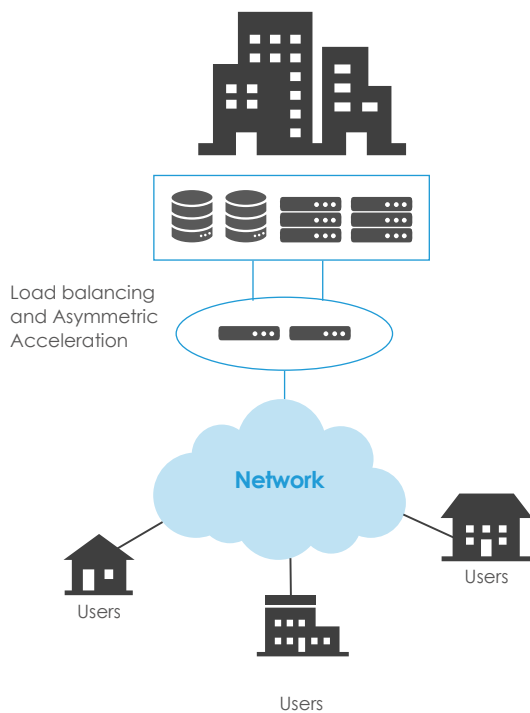 Load balancing
and Asymmetric
Acceleration
Network
Users
Users
Users